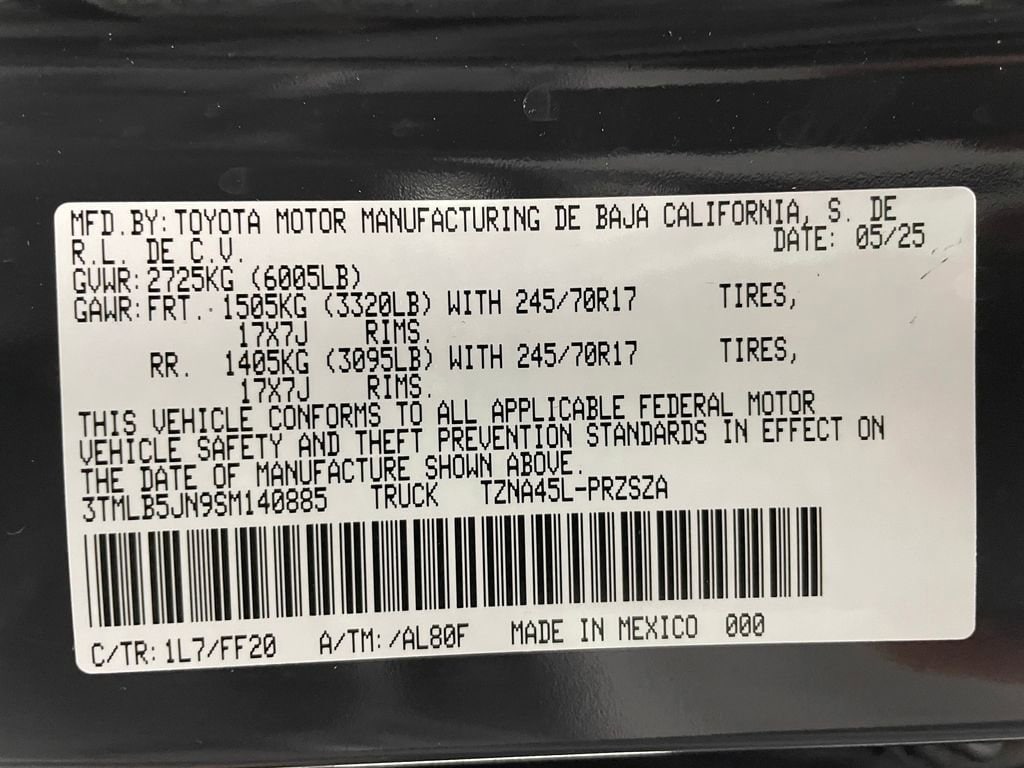 MFD.BY: TOYOTA MOTOR MANUFACTURING DE BAJA CALIFORNIA, S. DE
R.L. DE C.V. DATE: 05/25
GVWR: 2725KG (6005LB)
GAWR: FRT. 1505KG (3320LB) WITH 245/70R17 TIRES,
17X7J RIMS.
RR. 1405KG (3095LB) WITH 245/70R17 TIRES,
17X7J RIMS.
THIS VEHICLE CONFORMS TO ALL APPLICABLE FEDERAL MOTOR
VEHICLE SAFETY AND THEFT PREVENTION STANDARDS IN EFFECT ON
THE DATE OF MANUFACTURE SHOWN ABOVE.
3TMLB5JN9SM140885 TRUCK TZNA45L-PRZSZA
C/TR: 1L7/FF20 A/TM: /AL80F MADE IN MEXICO 000